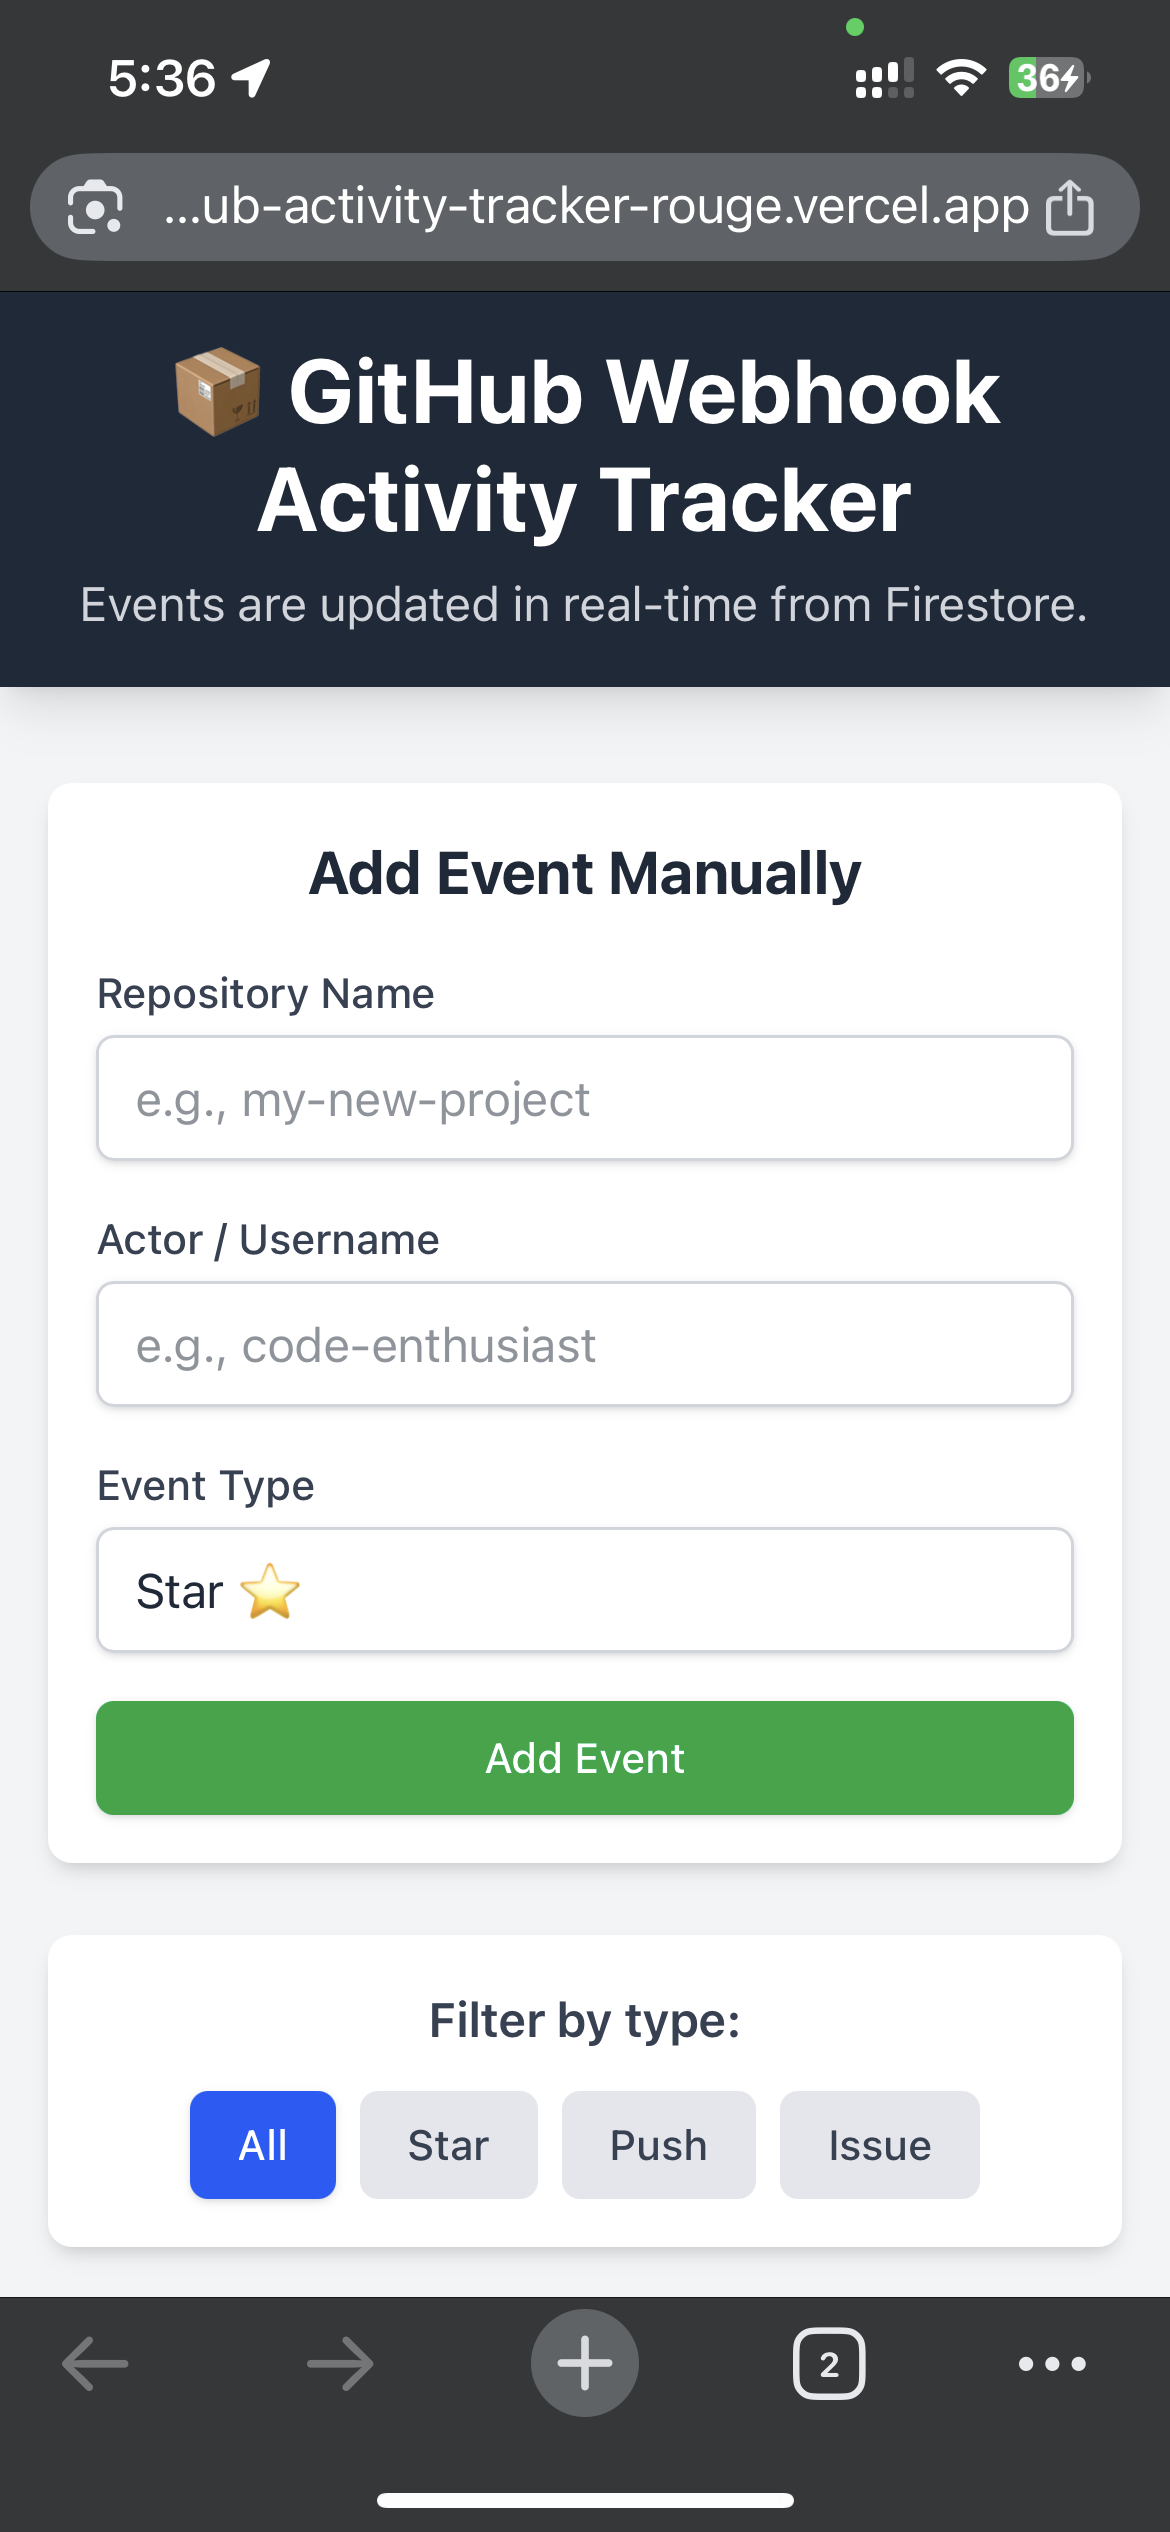 5:36
36
...ub-activity-tracker-rouge.vercel.app
📦 GitHub Webhook
Activity Tracker
Events are updated in real-time from Firestore.
Add Event Manually
Repository Name
e.g., my-new-project
Actor / Username
e.g., code-enthusiast
Event Type
Star ⭐
Add Event
Filter by type:
All Star Push Issue
2